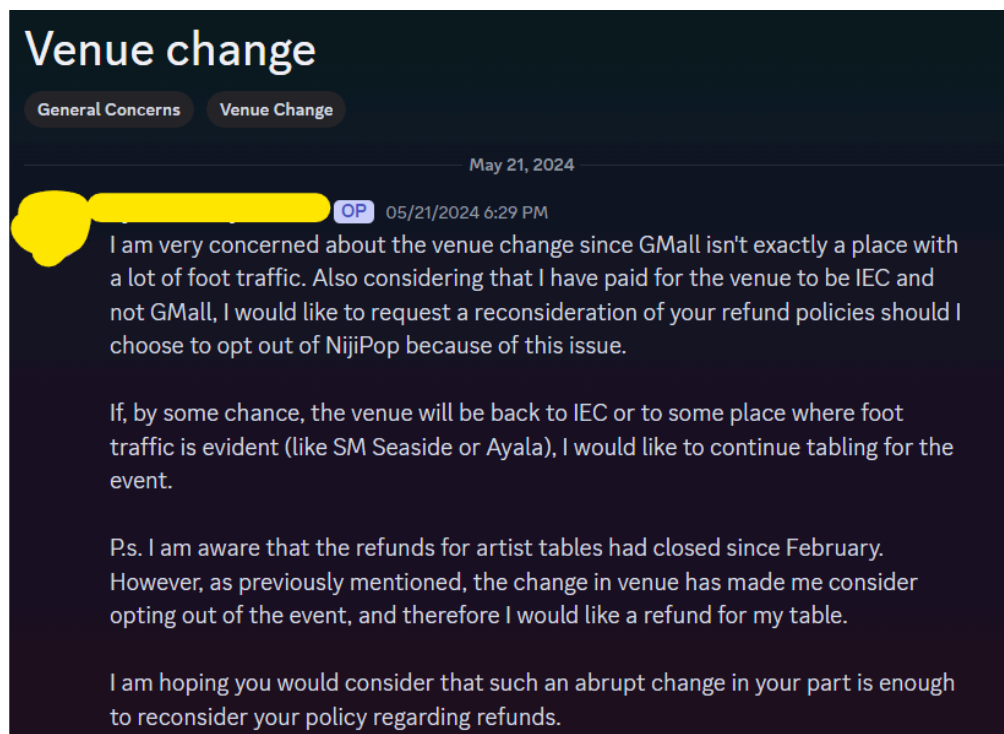 Venue change
General Concerns Venue Change
May 21, 2024
OP 05/21/2024 6:29 PM
I am very concerned about the venue change since GMall isn't exactly a place with
a lot of foot traffic. Also considering that I have paid for the venue to be IEC and
not GMall, I would like to request a reconsideration of your refund policies should I
choose to opt out of NijiPop because of this issue.
If, by some chance, the venue will be back to IEC or to some place where foot
traffic is evident (like SM Seaside or Ayala), I would like to continue tabling for the
event.
P.s. I am aware that the refunds for artist tables had closed since February.
However, as previously mentioned, the change in venue has made me consider
opting out of the event, and therefore I would like a refund for my table.
I am hoping you would consider that such an abrupt change in your part is enough
to reconsider your policy regarding refunds.